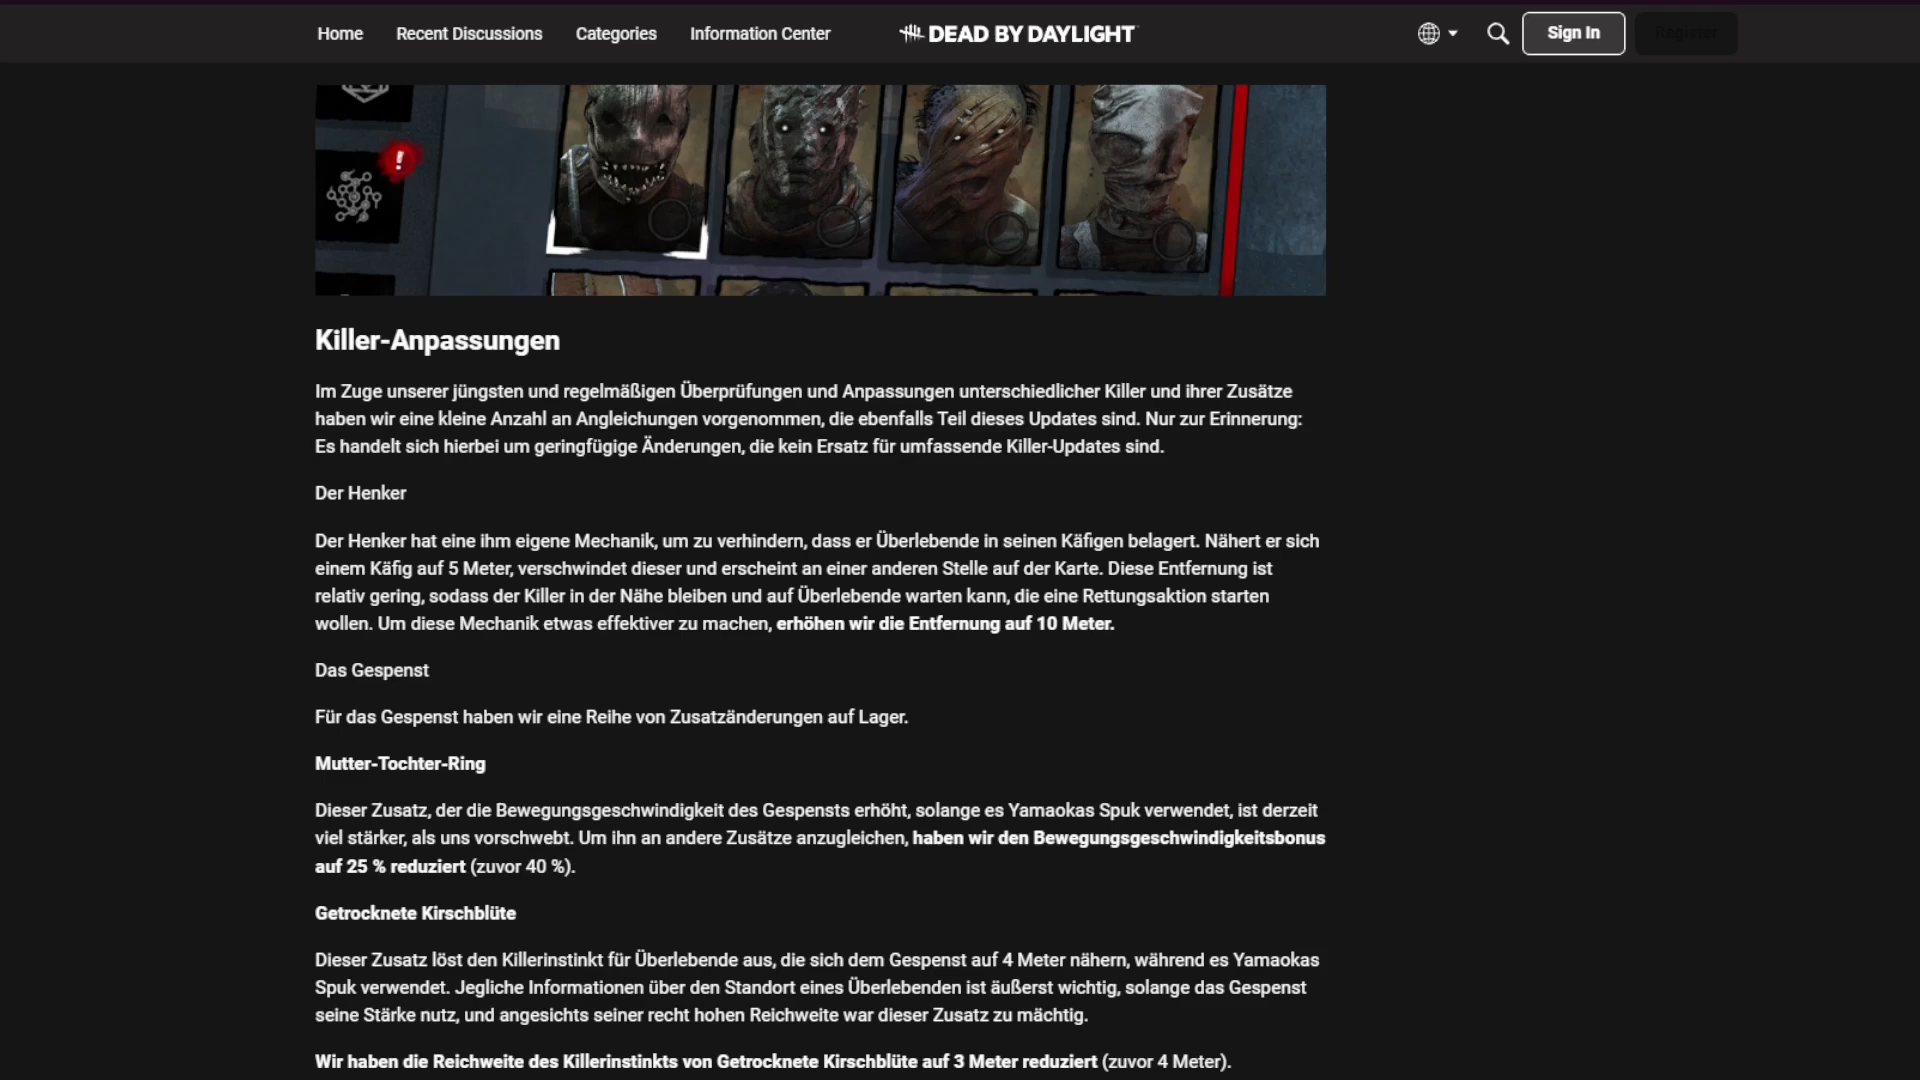 Home Recent Discussions Categories Information Center DEAD BY DAYLIGHT Sign In Register
Killer-Anpassungen
Im Zuge unserer jüngsten und regelmäßigen Überprüfungen und Anpassungen unterschiedlicher Killer und ihrer Zusätze
haben wir eine kleine Anzahl an Angleichungen vorgenommen, die ebenfalls Teil dieses Updates sind. Nur zur Erinnerung:
Es handelt sich hierbei um geringfügige Änderungen, die kein Ersatz für umfassende Killer-Updates sind.
Der Henker
Der Henker hat eine ihm eigene Mechanik, um zu verhindern, dass er Überlebende in seinen Käfigen belagert. Nähert er sich
einem Käfig auf 5 Meter, verschwindet dieser und erscheint an einer anderen Stelle auf der Karte. Diese Entfernung ist
relativ gering, sodass der Killer in der Nähe bleiben und auf Überlebende warten kann, die eine Rettungsaktion starten
wollen. Um diese Mechanik etwas effektiver zu machen, erhöhen wir die Entfernung auf 10 Meter.
Das Gespenst
Für das Gespenst haben wir eine Reihe von Zusatzänderungen auf Lager.
Mutter-Tochter-Ring
Dieser Zusatz, der die Bewegungsgeschwindigkeit des Gespensts erhöht, solange es Yamaokas Spuk verwendet, ist derzeit
viel stärker, als uns vorschwebt. Um ihn an andere Zusätze anzugleichen, haben wir den Bewegungsgeschwindigkeitsbonus
auf 25 % reduziert (zuvor 40 %).
Getrocknete Kirschblüte
Dieser Zusatz löst den Killerinstinkt für Überlebende aus, die sich dem Gespenst auf 4 Meter nähern, während es Yamaokas
Spuk verwendet. Jegliche Informationen über den Standort eines Überlebenden ist äußerst wichtig, solange das Gespenst
seine Stärke nutz, und angesichts seiner recht hohen Reichweite war dieser Zusatz zu mächtig.
Wir haben die Reichweite des Killerinstinkts von Getrocknete Kirschblüte auf 3 Meter reduziert (zuvor 4 Meter).